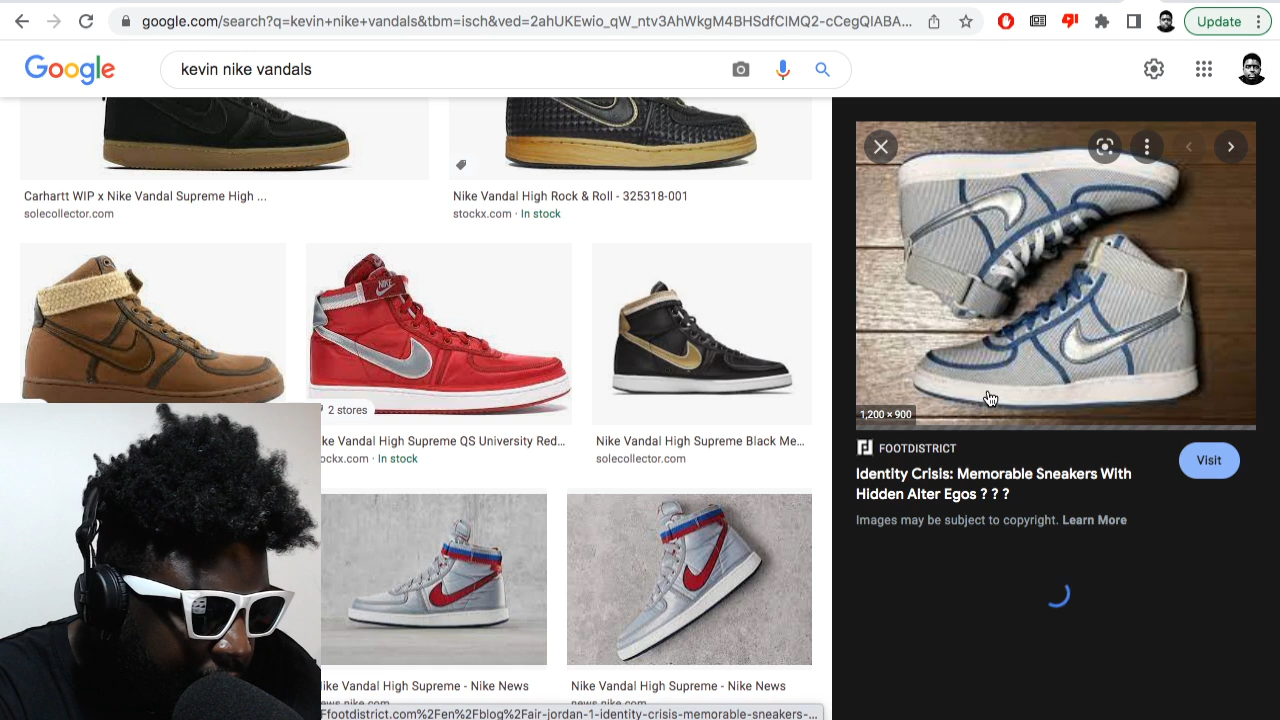 google.com/search?q=kevin+nike+vandals&tbm=isch&ved=2ahUKEwio_qW_ntv3AhWkgM4BHSdfCIMQ2-cCegQIABA...
Update
Google
kevin nike vandals
Carhartt WIP x Nike Vandal Supreme High ...
solecollector.com
Nike Vandal High Rock & Roll - 325318-001
stockx.com · In stock
NIKE
2 stores
ke Vandal High Supreme QS University Red...
ockx.com · In stock
Nike Vandal High Supreme Black Me...
solecollector.com
1,200 × 900
FOOTDISTRICT
Identity Crisis: Memorable Sneakers With
Hidden Alter Egos ? ? ?
Visit
Images may be subject to copyright. Learn More
ike Vandal High Supreme - Nike News
Nike Vandal High Supreme - Nike News
news.nike.com
Ffootdistrict.com%2Fen%2Fblog%2Fair-jordan-1-identity-crisis-memorable-sneakers-...